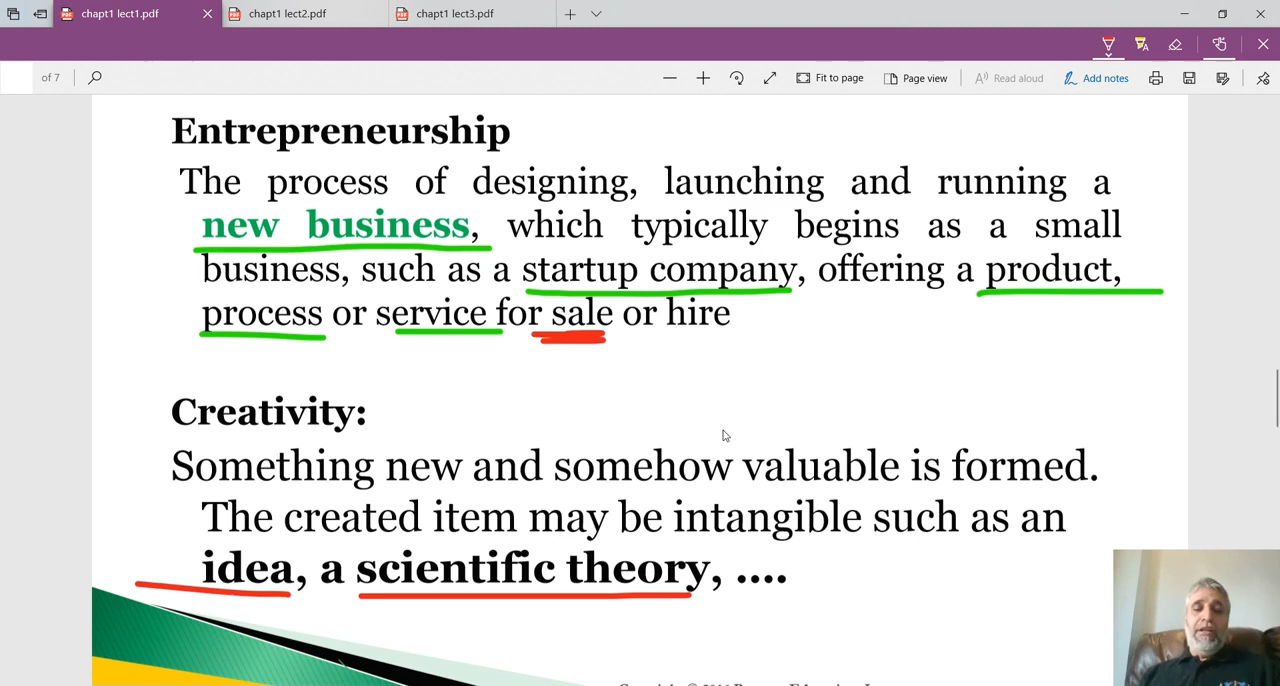 chapt1 lect1.pdf
chapt1 lect2.pdf
chapt1 lect3.pdf
of 7
Fit to page
Page view
Read aloud
Add notes
Entrepreneurship
The process of designing, launching and running a
new business, which typically begins as a small
business, such as a startup company, offering a product,
process or service for sale or hire
Creativity:
Something new and somehow valuable is formed.
The created item may be intangible such as an
idea, a scientific theory, ....